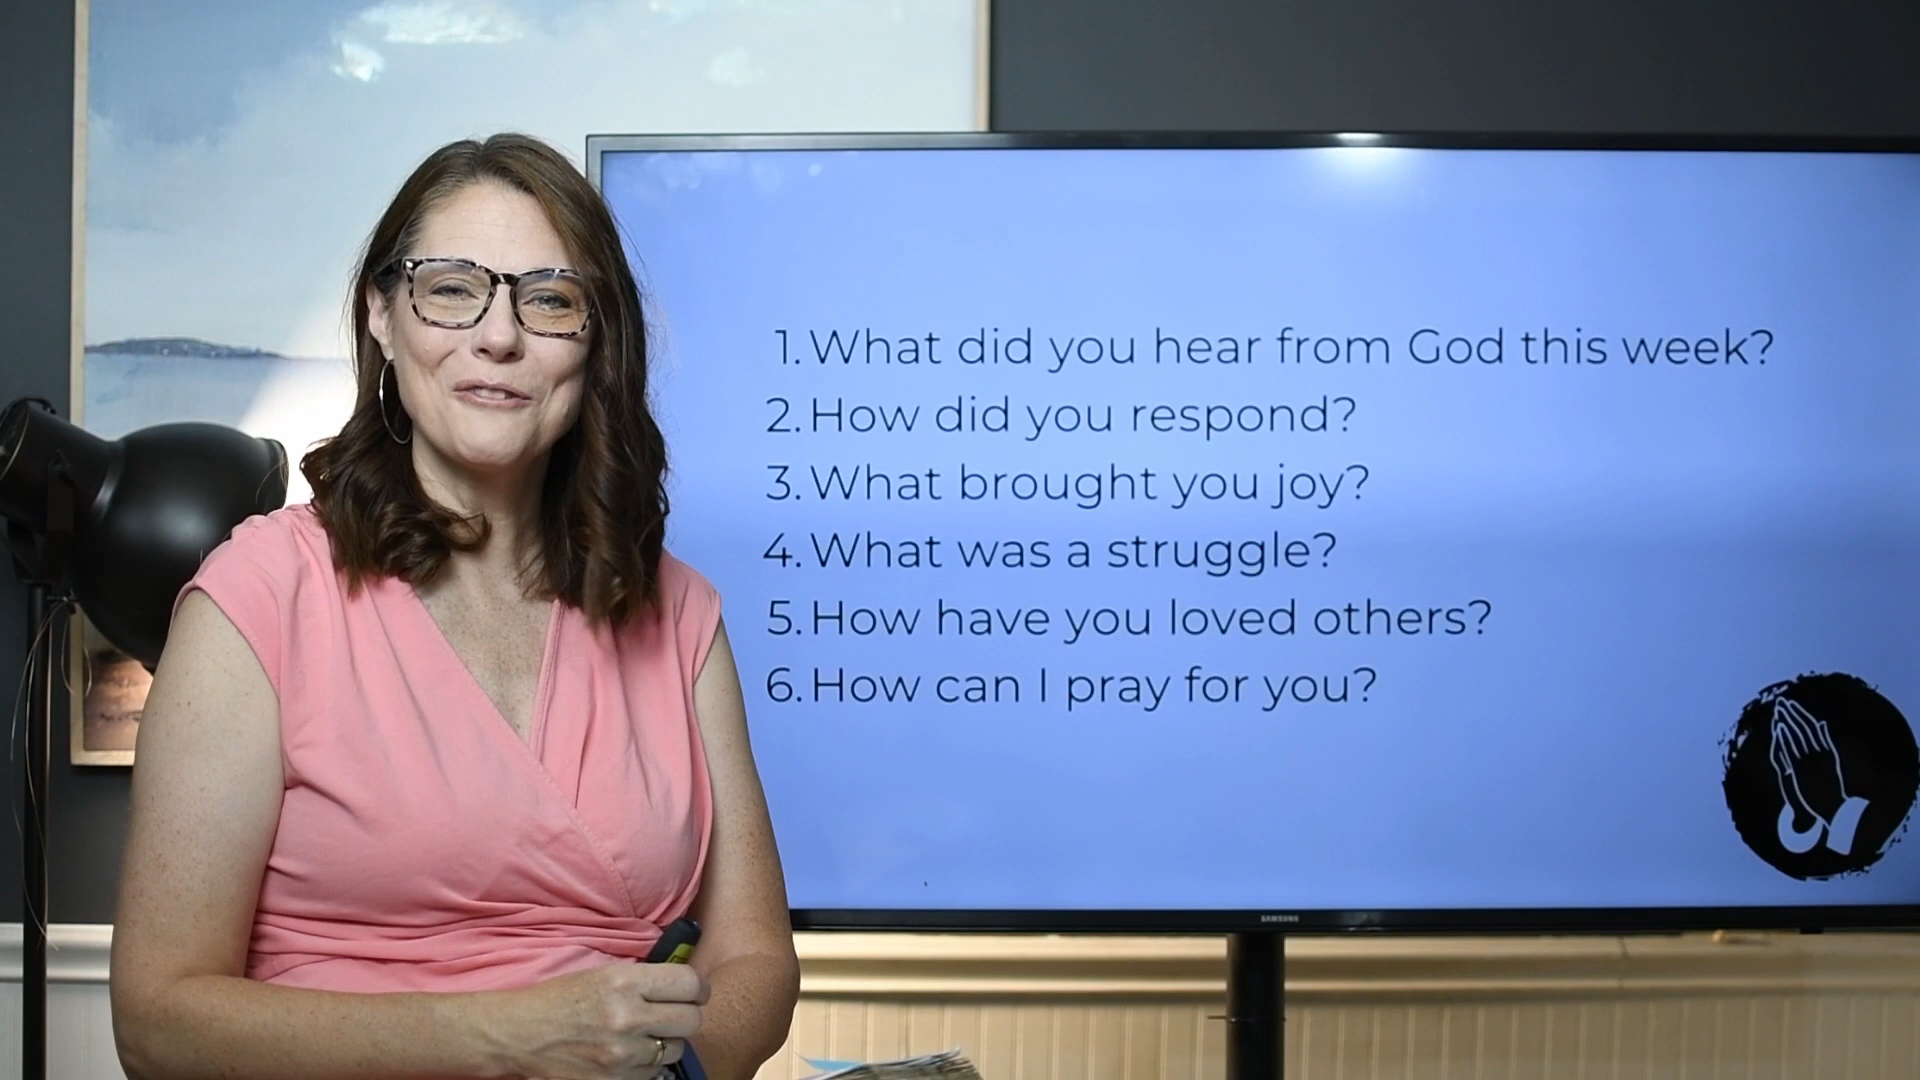 1. What did you hear from God this week?
2. How did you respond?
3. What brought you joy?
4. What was a struggle?
5. How have you loved others?
6. How can I pray for you?
SAMSUNG